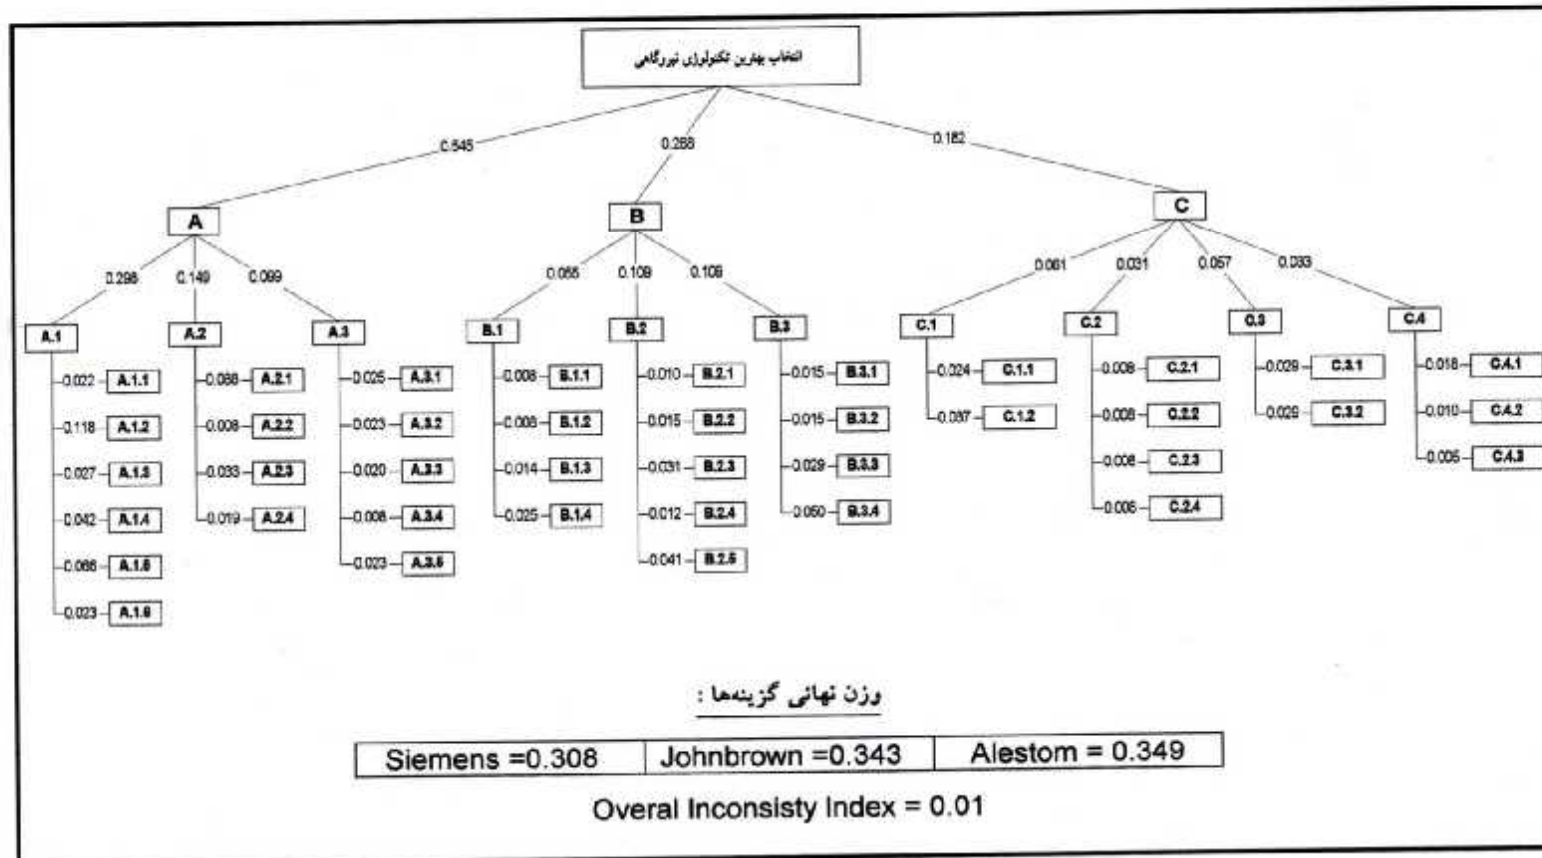 انتخاب بهترین تکنولوژی نیروگاهی
0.545 0.288 0.182
A B C
0.298 0.149 0.099 0.055 0.109 0.109 0.061 0.031 0.057 0.033
A.1 A.2 A.3 B.1 B.2 B.3 C.1 C.2 C.3 C.4
0.022 A.1.1 0.088 A.2.1 0.025 A.3.1 0.008 B.1.1 0.010 B.2.1 0.015 B.3.1 0.024 C.1.1 0.008 C.2.1 0.029 C.3.1 0.018 C.4.1
0.118 A.1.2 0.008 A.2.2 0.023 A.3.2 0.008 B.1.2 0.015 B.2.2 0.015 B.3.2 0.037 C.1.2 0.008 C.2.2 0.029 C.3.2 0.010 C.4.2
0.027 A.1.3 0.033 A.2.3 0.020 A.3.3 0.014 B.1.3 0.031 B.2.3 0.029 B.3.3 0.008 C.2.3 0.005 C.4.3
0.042 A.1.4 0.019 A.2.4 0.008 A.3.4 0.025 B.1.4 0.012 B.2.4 0.050 B.3.4 0.008 C.2.4
0.066 A.1.5 0.023 A.3.5 0.041 B.2.5
0.023 A.1.6
وزن نهائی گزینه‌ها :
Siemens =0.308 Johnbrown =0.343 Alestom = 0.349
Overal Inconsisty Index = 0.01